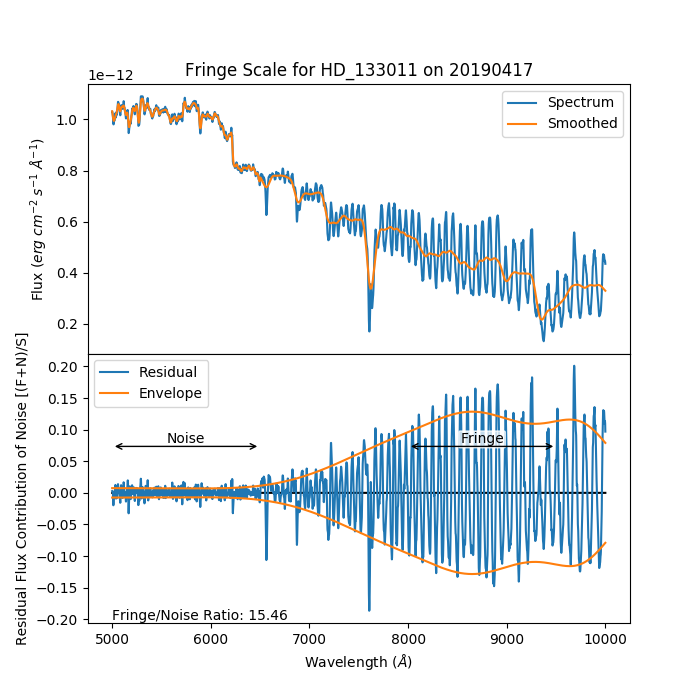 Fringe Scale for HD_133011 on 20190417
1e−12
Spectrum
Smoothed
1.0
0.8
0.6
0.4
0.2
Flux (erg cm⁻² s⁻¹ Å⁻¹)
Residual
Envelope
Noise
Fringe
0.20
0.15
0.10
0.05
0.00
−0.05
−0.10
−0.15
−0.20
Residual Flux Contribution of Noise [(F+N)/S]
Fringe/Noise Ratio: 15.46
5000 6000 7000 8000 9000 10000
Wavelength (Å)